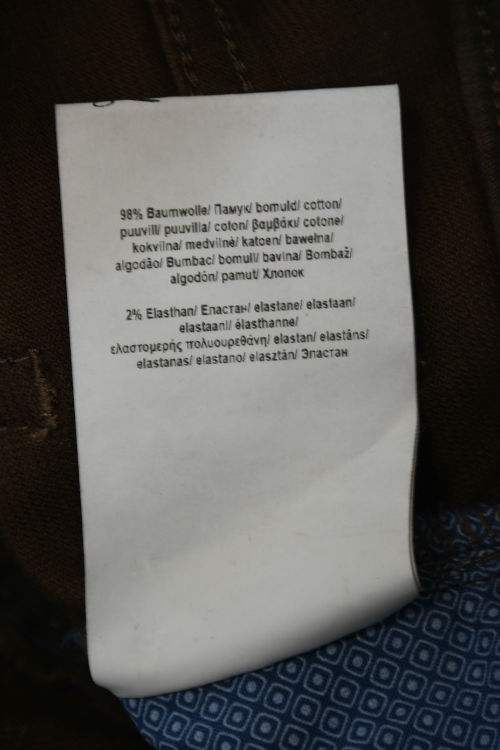 98% Baumwolle/ Памук/ bomuld/ cotton/
puuvill/ puuvilla/ coton/ βαμβάκι/ cotone/
kokvilna/ medvilnė/ katoen/ bawełna/
algodão/ Bumbac/ bomull/ bavlna/ Bombaž/
algodón/ pamut/ Хлопок
2% Elasthan/ Еластан/ elastane/ elastaan/
elastaani/ élasthanne/
ελαστομερής πολυουρεθάνη/ elastan/ elastāns/
elastanas/ elastano/ elasztán/ Эластан